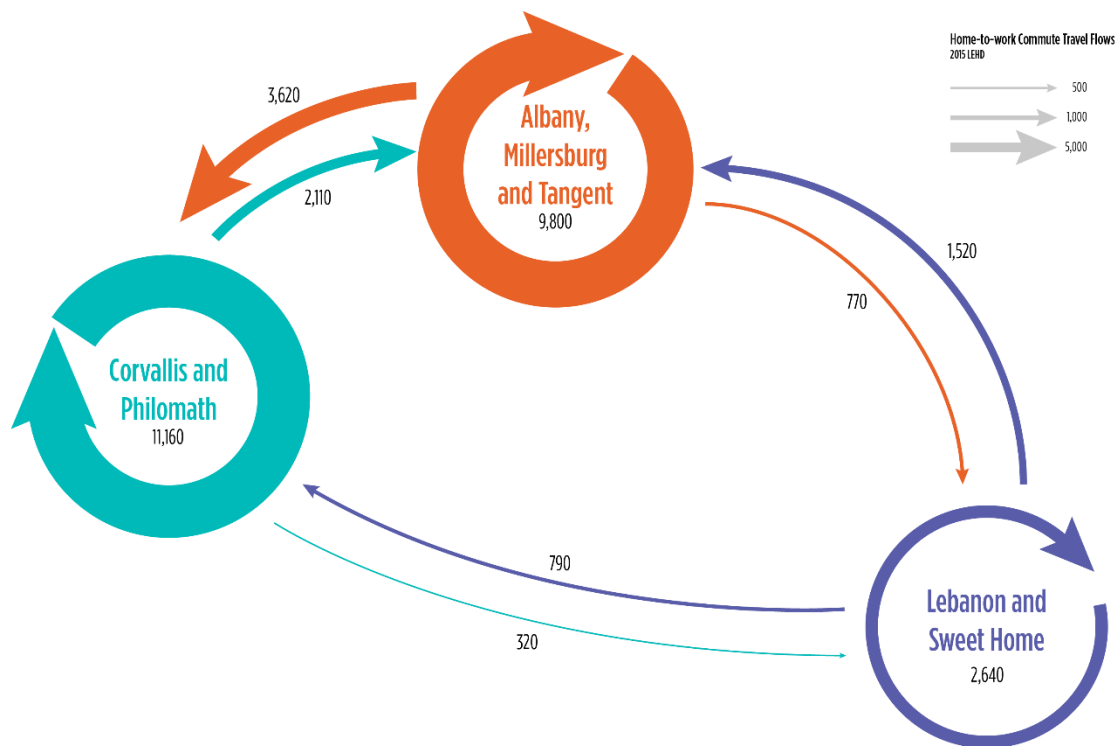 Home-to-work Commute Travel Flows
2015 LEHD
500
1,000
5,000
3,620
2,110
Albany,
Millersburg
and Tangent
9,800
1,520
770
Corvallis and
Philomath
11,160
790
320
Lebanon and
Sweet Home
2,640